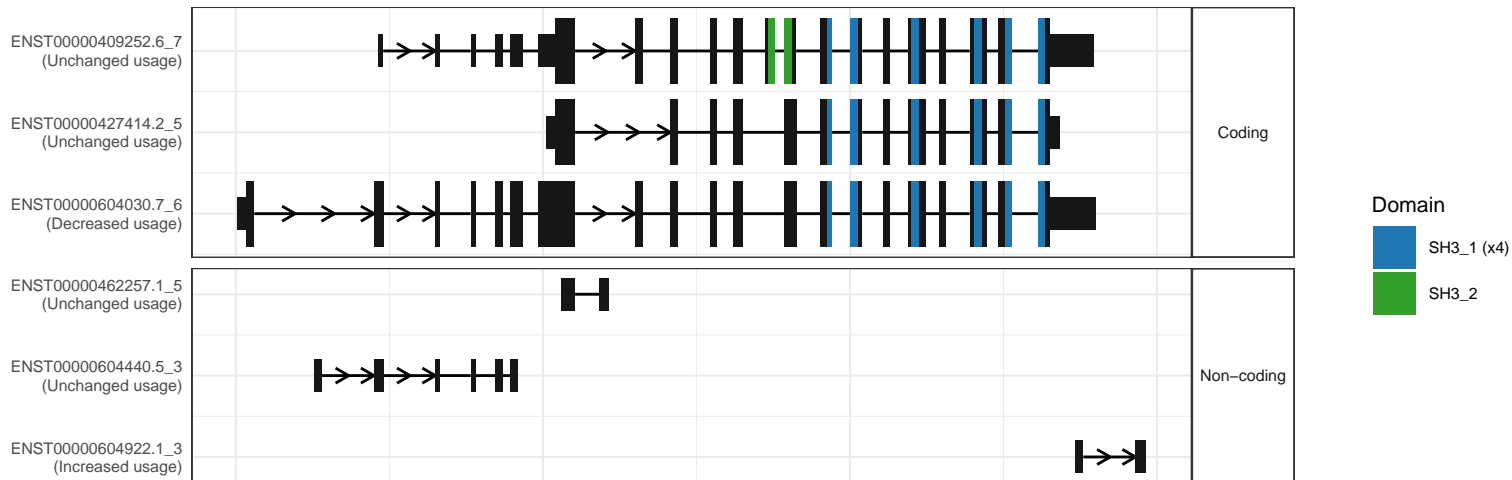 ENST00000409252.6_7
(Unchanged usage)
ENST00000427414.2_5
(Unchanged usage)
ENST00000604030.7_6
(Decreased usage)
Coding
ENST00000462257.1_5
(Unchanged usage)
ENST00000604440.5_3
(Unchanged usage)
ENST00000604922.1_3
(Increased usage)
Non−coding
Domain
SH3_1 (x4)
SH3_2